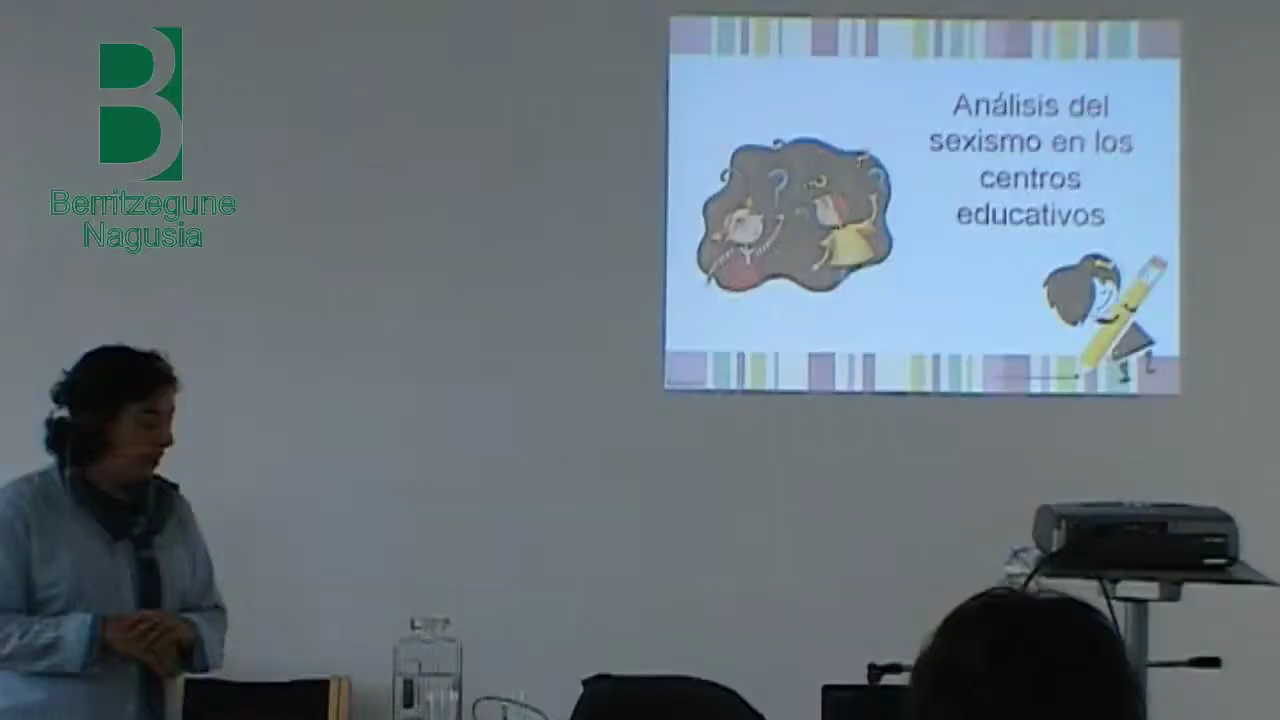 Berritzegune
Nagusia
Análisis del
sexismo en los
centros
educativos